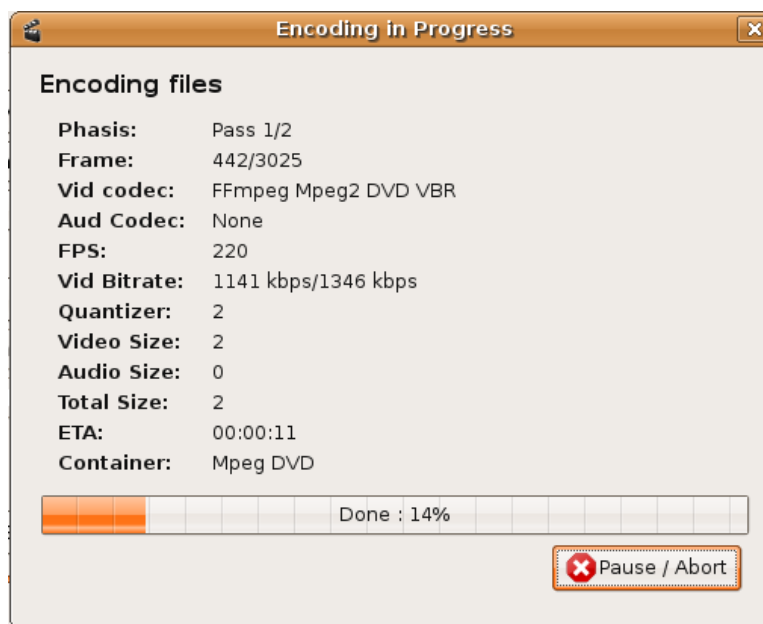 Encoding in Progress
Encoding files
Phasis: Pass 1/2
Frame: 442/3025
Vid codec: FFmpeg Mpeg2 DVD VBR
Aud Codec: None
FPS: 220
Vid Bitrate: 1141 kbps/1346 kbps
Quantizer: 2
Video Size: 2
Audio Size: 0
Total Size: 2
ETA: 00:00:11
Container: Mpeg DVD
Done : 14%
Pause / Abort